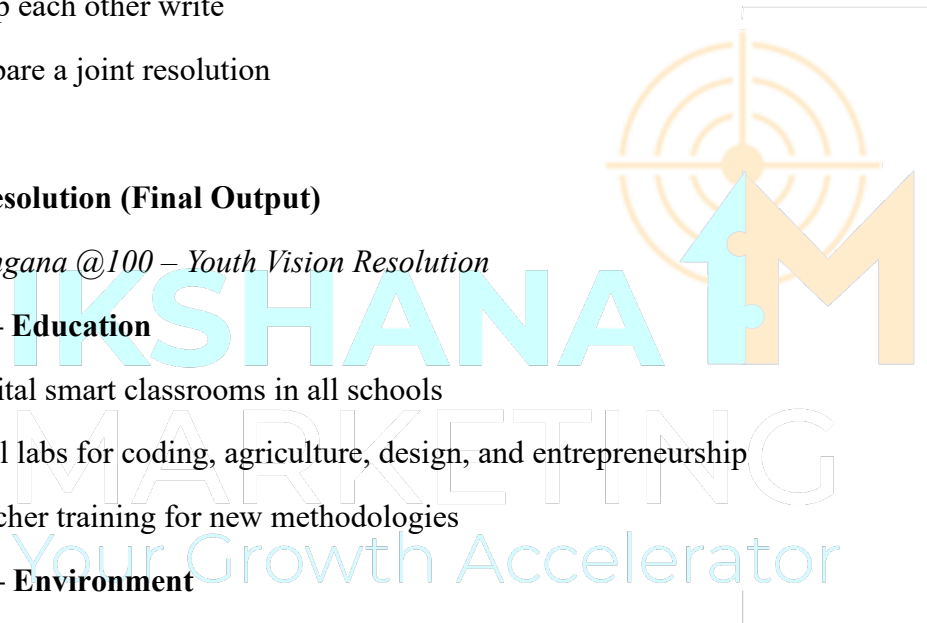 p each other write
pare a joint resolution
esolution (Final Output)
ngana @100 – Youth Vision Resolution
– Education
ital smart classrooms in all schools
l labs for coding, agriculture, design, and entrepreneurship
cher training for new methodologies
– Environment
IKSHANA
MARKETING
Your Growth Accelerator